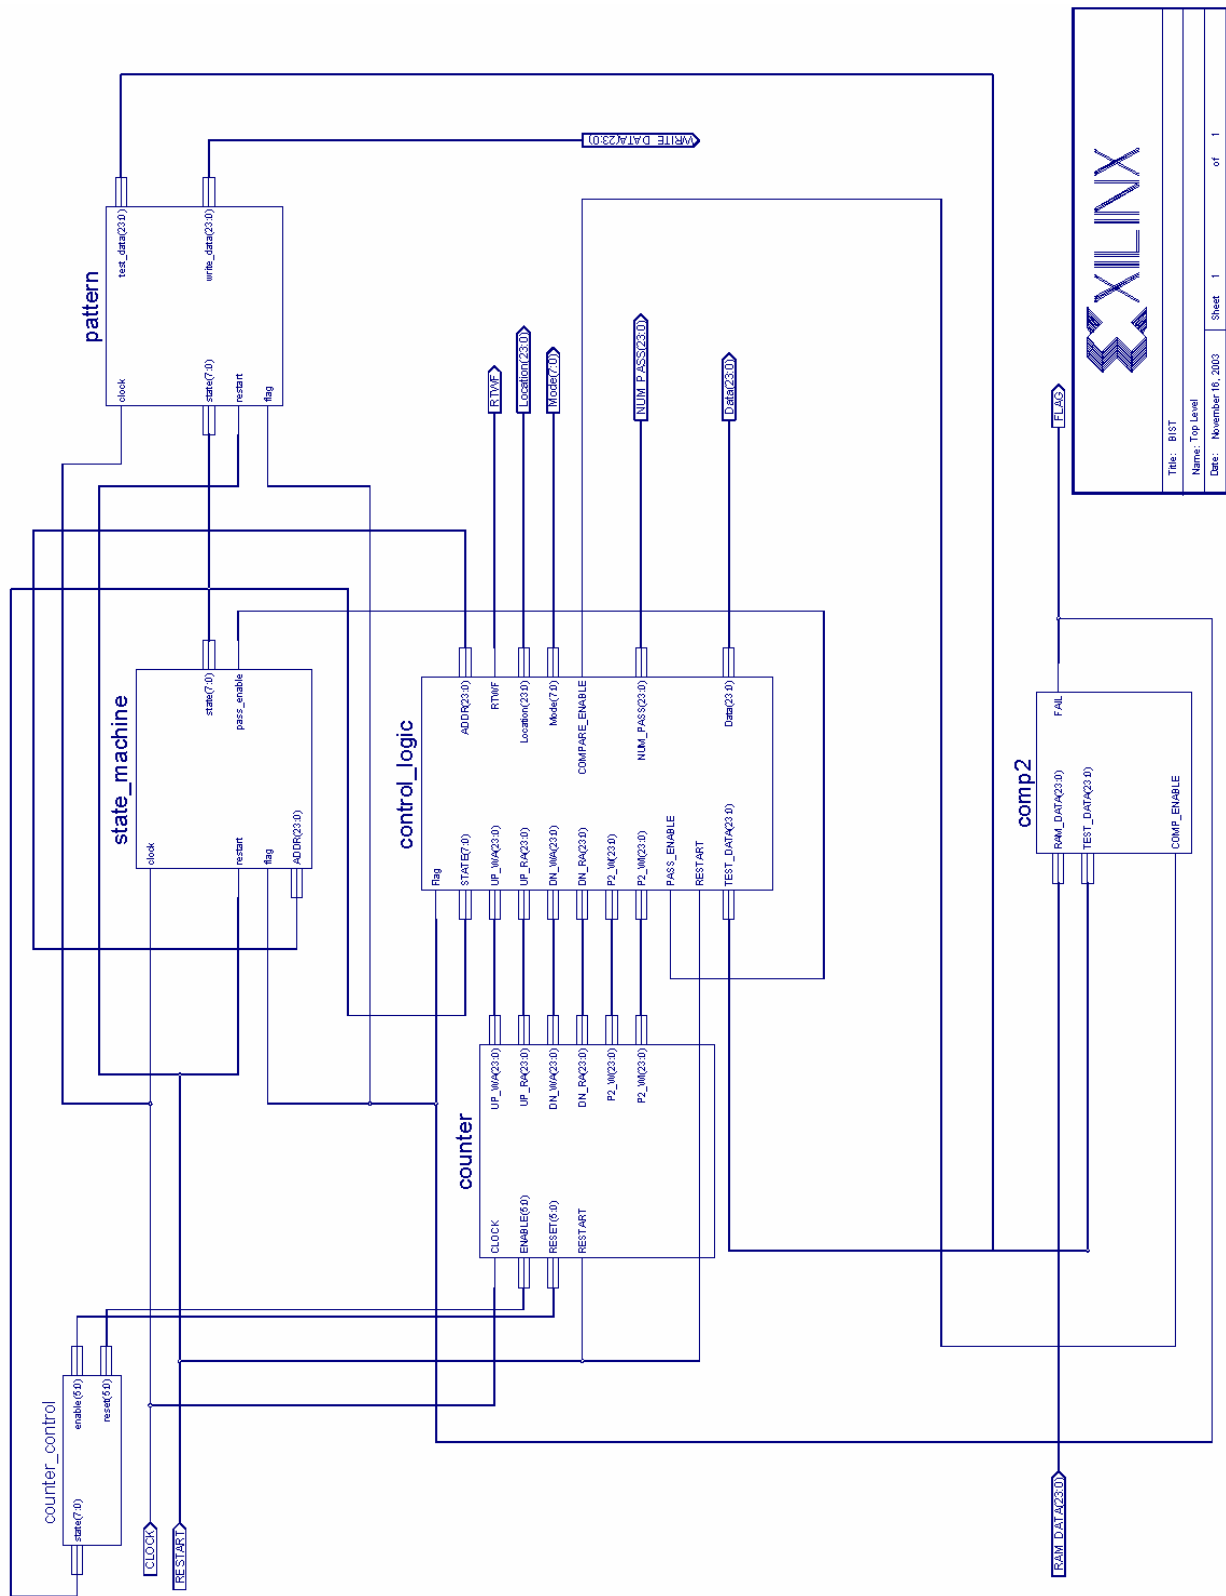 counter_control
state(7:0)
enable(5:0)
reset(5:0)
CLOCK
RESTART
state_machine
clock
restart
flag
ADDR(23:0)
state(7:0)
pass_enable
pattern
clock
state(7:0)
restart
flag
test_data(23:0)
write_data(23:0)
WRITE_DATA(23:0)
counter
CLOCK
ENABLE(5:0)
RESET(5:0)
RESTART
UP_WA(23:0)
UP_RA(23:0)
DN_WA(23:0)
DN_RA(23:0)
P2_W(23:0)
P2_WI(23:0)
control_logic
Flag
STATE(7:0)
UP_WA(23:0)
UP_RA(23:0)
DN_WA(23:0)
DN_RA(23:0)
P2_W(23:0)
P2_WI(23:0)
PASS_ENABLE
RESTART
TEST_DATA(23:0)
ADDR(23:0)
RTWF
Location(23:0)
Mode(7:0)
COMPARE_ENABLE
NUM_PASS(23:0)
Data(23:0)
RTWF
Location(23:0)
Mode(7:0)
NUM_PASS(23:0)
Data(23:0)
comp2
RAM_DATA(23:0)
TEST_DATA(23:0)
COMP_ENABLE
FAIL
FLAG
RAM_DATA(23:0)
XILINX
Title: BIST
Name: Top Level
Date: November 16, 2003 Sheet 1 of 1